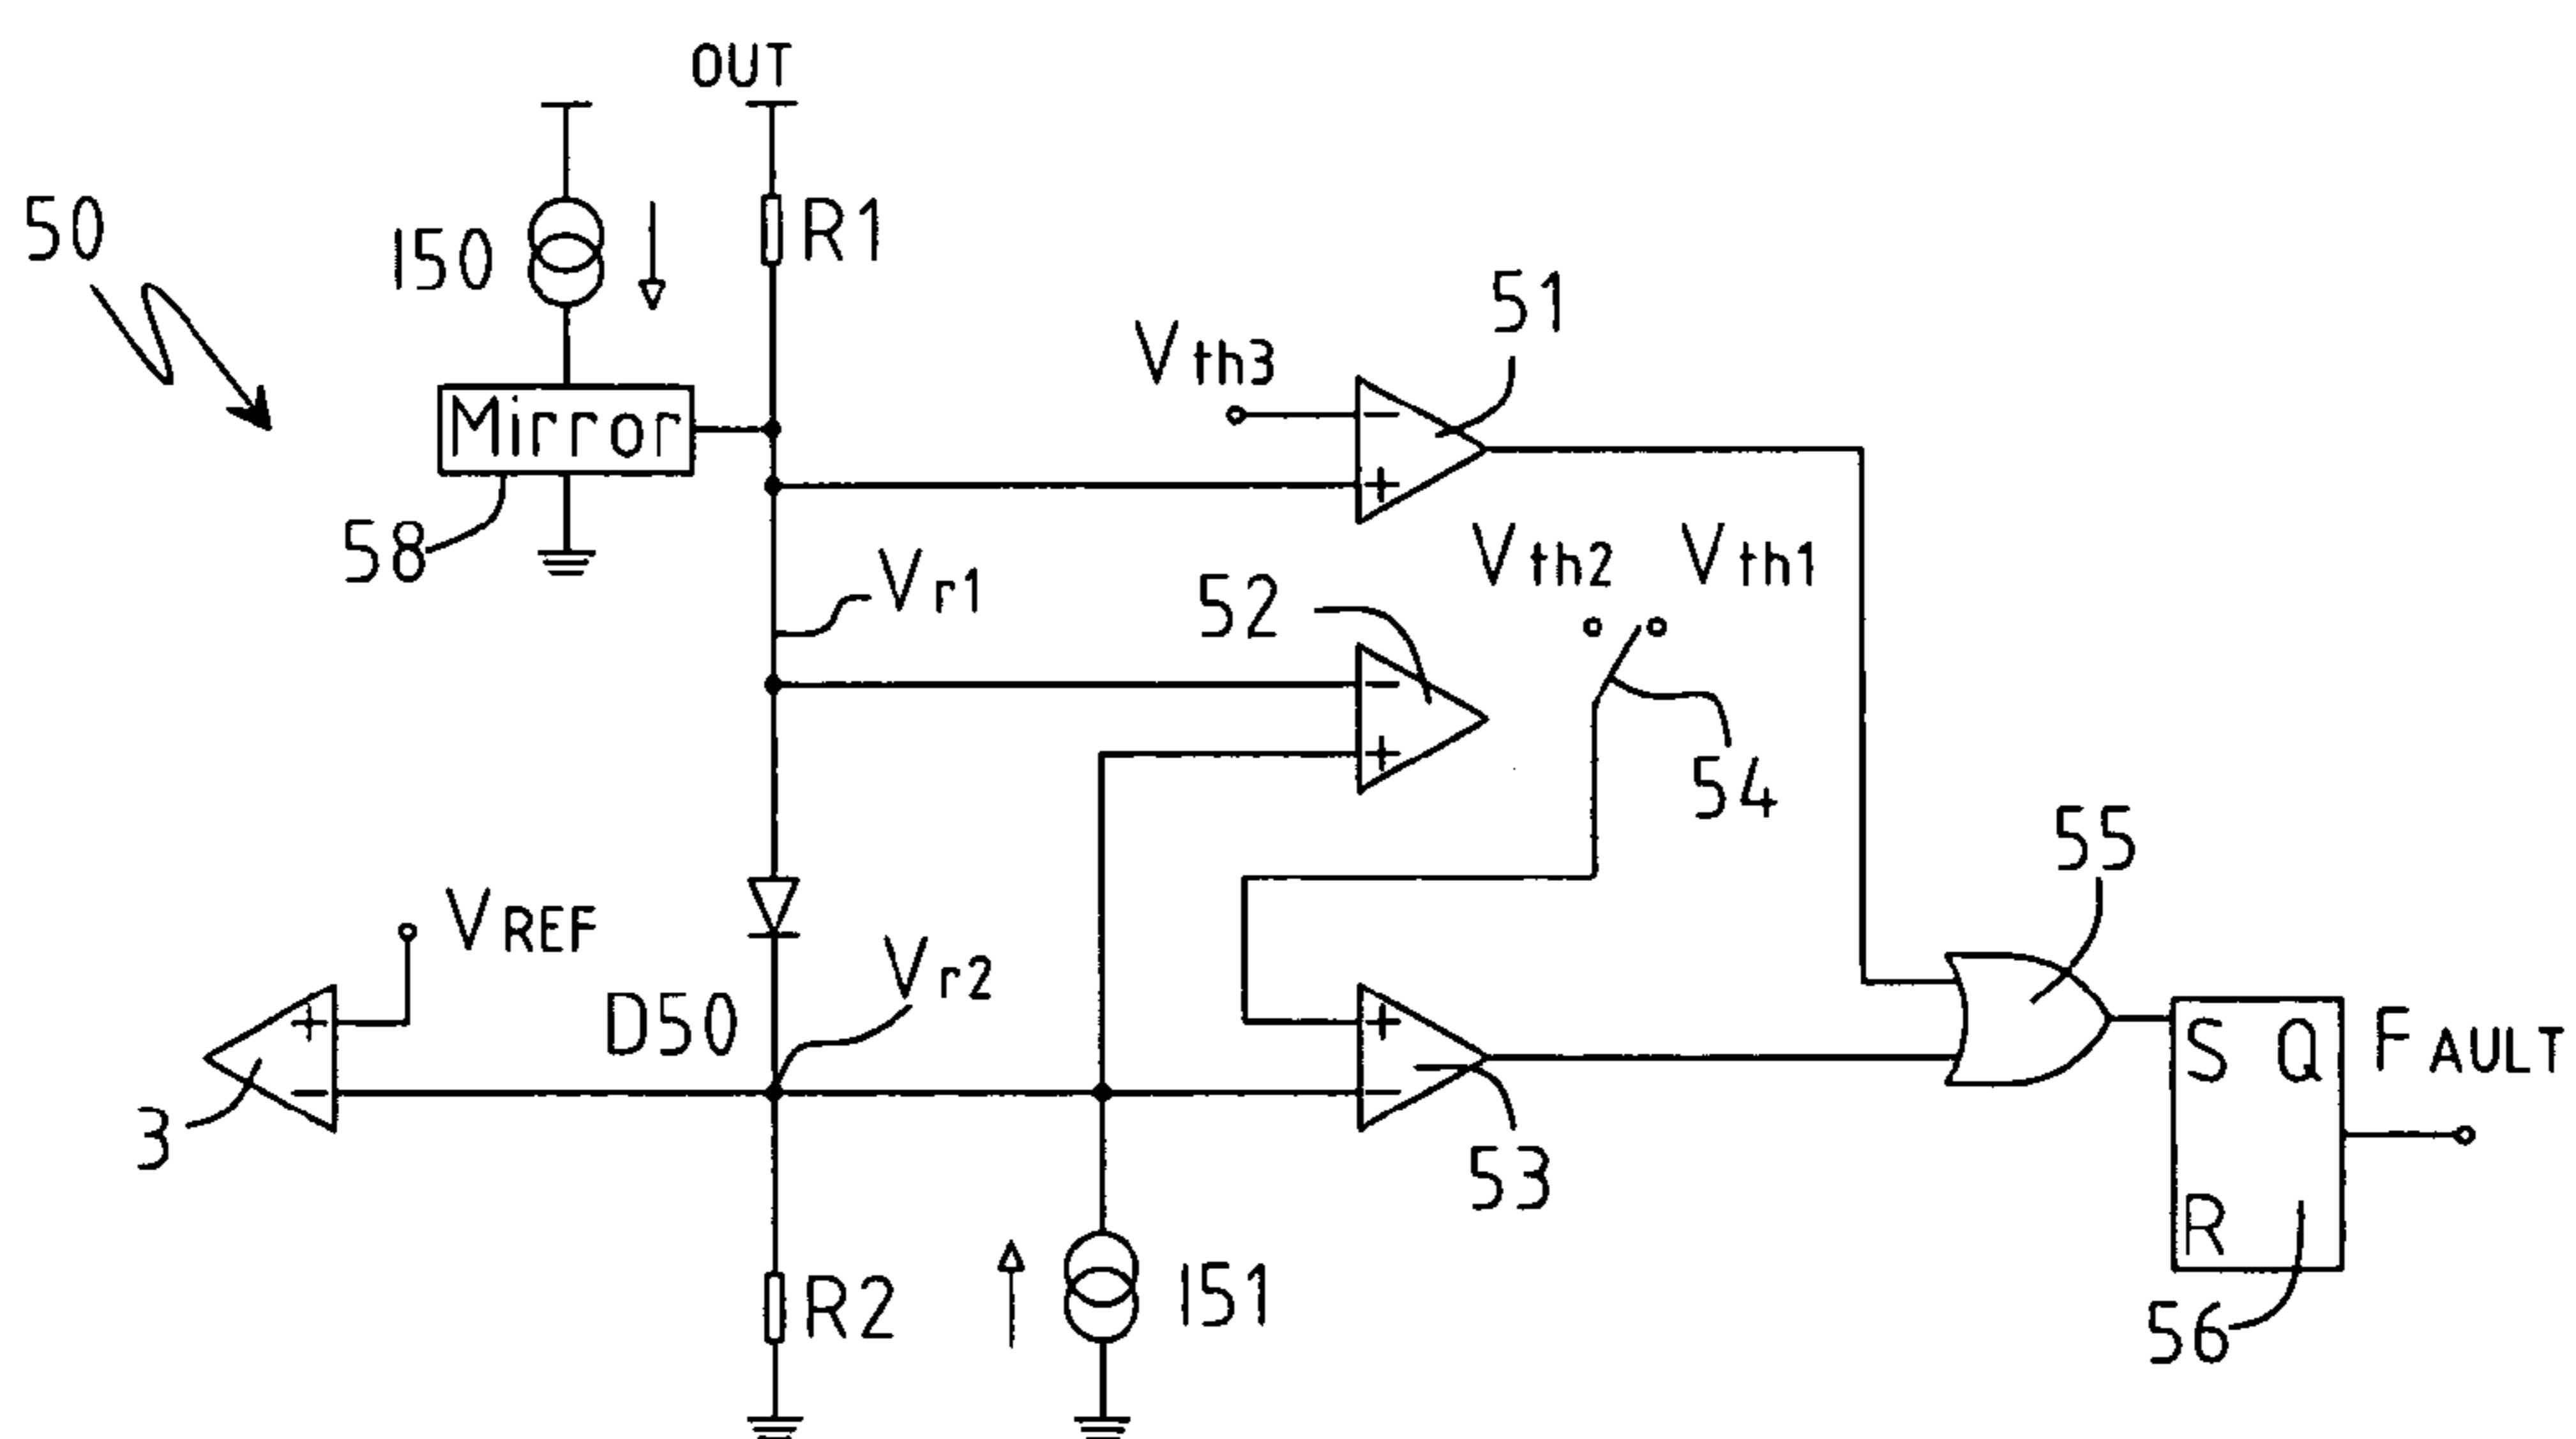 OUT
50
I50
R1
51
Vth3
Mirror
58
Vr1
52
Vth2
Vth1
54
55
VREF
Vr2
D50
3
53
S
Q
FAULT
R
R2
I51
56
+
-
+
-
+
-
+
-